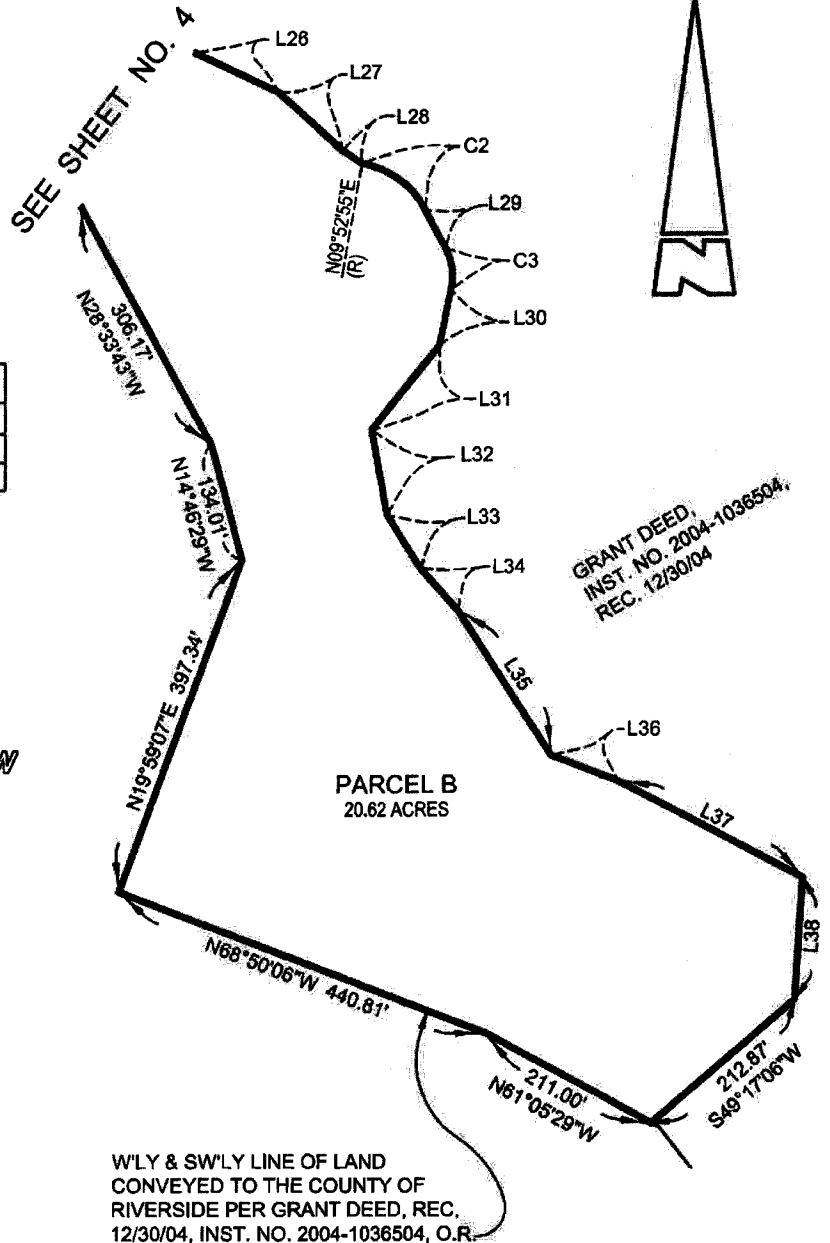 SEE SHEET NO. 4
L26
L27
L28
C2
N09°52'55"E
(R)
L29
C3
L30
306.17'
N28°33'43"W
L31
L32
134.01'
N14°46'29"W
L33
GRANT DEED,
INST. NO. 2004-1036504,
REC. 12/30/04
L34
L35
N19°59'07"E 397.34'
L36
PARCEL B
20.62 ACRES
L37
L38
N68°50'06"W 440.81'
211.00'
N61°05'29"W
212.87'
S49°17'06"W
W'LY & SW'LY LINE OF LAND
CONVEYED TO THE COUNTY OF
RIVERSIDE PER GRANT DEED, REC.
12/30/04, INST. NO. 2004-1036504, O.R.
N